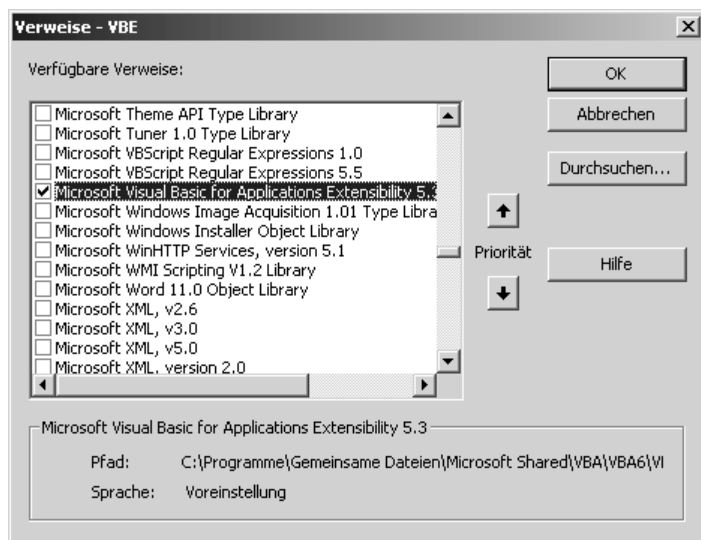 Verweise - VBE
Verfügbare Verweise:
OK
Abbrechen
Durchsuchen...
Priorität
Hilfe
Microsoft Theme API Type Library
Microsoft Tuner 1.0 Type Library
Microsoft VBScript Regular Expressions 1.0
Microsoft VBScript Regular Expressions 5.5
Microsoft Visual Basic for Applications Extensibility 5.3
Microsoft Windows Image Acquisition 1.01 Type Libra
Microsoft Windows Installer Object Library
Microsoft WinHTTP Services, version 5.1
Microsoft WMI Scripting V1.2 Library
Microsoft Word 11.0 Object Library
Microsoft XML, v2.6
Microsoft XML, v3.0
Microsoft XML, v5.0
Microsoft XML, version 2.0
Microsoft Visual Basic for Applications Extensibility 5.3
Pfad: C:\Programme\Gemeinsame Dateien\Microsoft Shared\VBA\VBA6\VI
Sprache: Voreinstellung